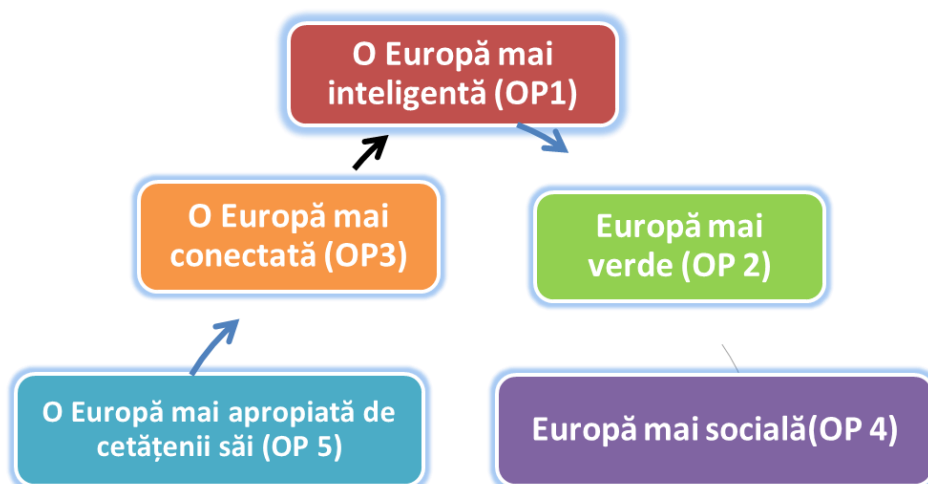 O Europă mai
inteligentă (OP1)
O Europă mai
conectată (OP3)
Europă mai
verde (OP 2)
O Europă mai apropiată de
cetățenii săi (OP 5)
Europă mai socială(OP 4)